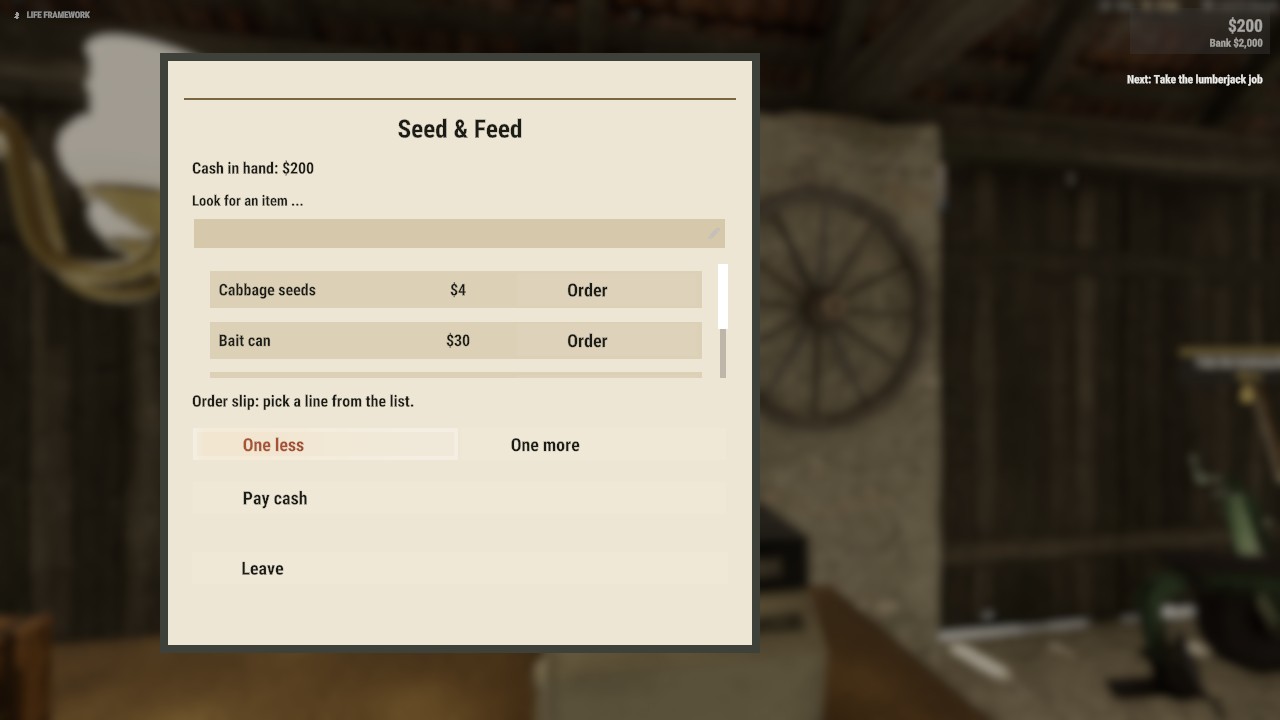 LIFE FRAMEWORK
$200
Bank $2,000
Next: Take the lumberjack job
Seed & Feed
Cash in hand: $200
Look for an item ...
Cabbage seeds $4 Order
Bait can $30 Order
Order slip: pick a line from the list.
One less One more
Pay cash
Leave